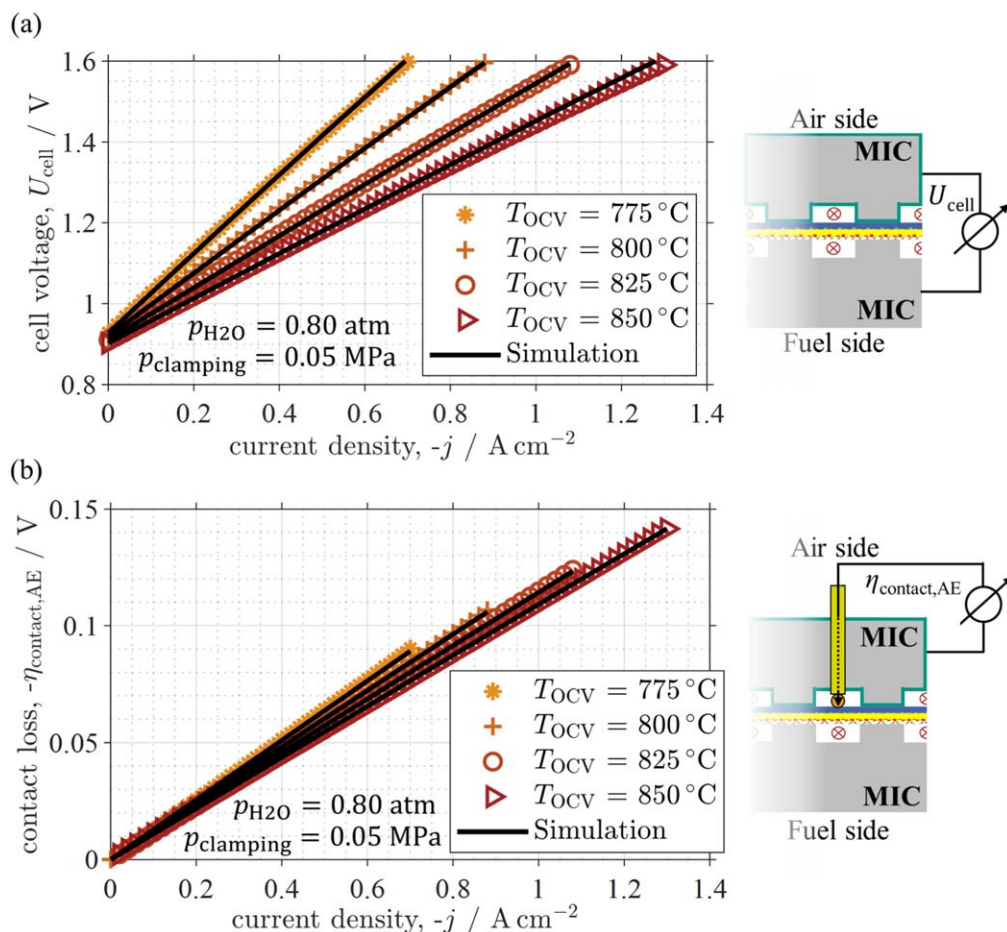 (a)
cell voltage, U_cell / V
1.6
1.4
1.2
1
0.8
0 0.2 0.4 0.6 0.8 1 1.2 1.4
current density, -j / A cm⁻²
T_OCV = 775 °C
T_OCV = 800 °C
T_OCV = 825 °C
T_OCV = 850 °C
Simulation
p_H2O = 0.80 atm
p_clamping = 0.05 MPa
Air side
MIC
U_cell
MIC
Fuel side
(b)
contact loss, -η_contact,AE / V
0.15
0.1
0.05
0
0 0.2 0.4 0.6 0.8 1 1.2 1.4
current density, -j / A cm⁻²
T_OCV = 775 °C
T_OCV = 800 °C
T_OCV = 825 °C
T_OCV = 850 °C
Simulation
p_H2O = 0.80 atm
p_clamping = 0.05 MPa
Air side
η_contact,AE
MIC
MIC
Fuel side